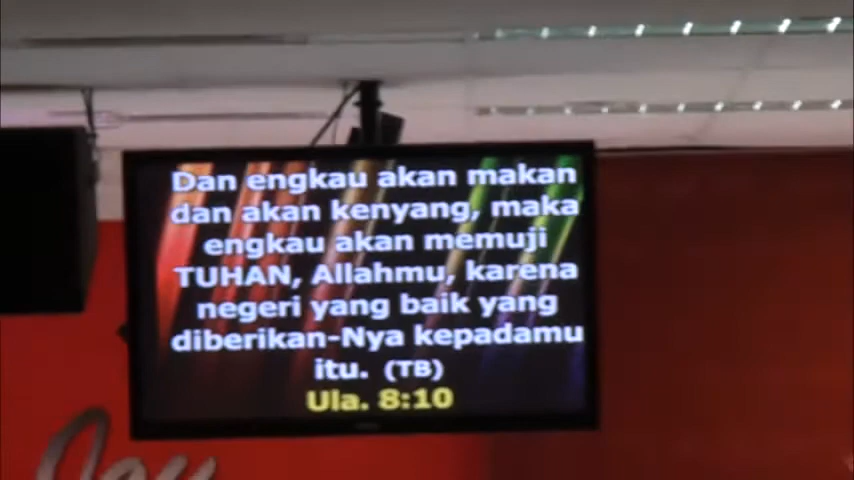 Dan engkau akan makan
dan akan kenyang, maka
engkau akan memuji
TUHAN, Allahmu, karena
negeri yang baik yang
diberikan-Nya kepadamu
itu. (TB)
Ula. 8:10